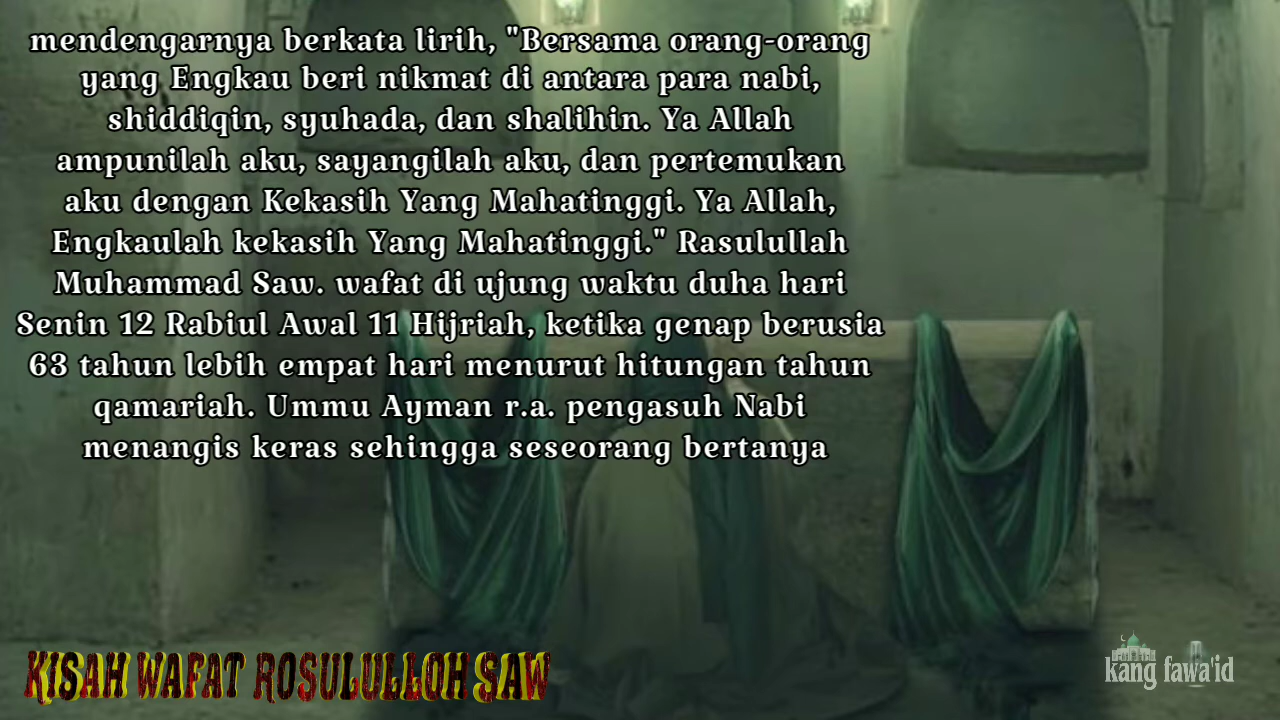 mendengarnya berkata lirih, "Bersama orang-orang
yang Engkau beri nikmat di antara para nabi,
shiddiqin, syuhada, dan shalihin. Ya Allah
ampunilah aku, sayangilah aku, dan pertemukan
aku dengan Kekasih Yang Mahatinggi. Ya Allah,
Engkaulah kekasih Yang Mahatinggi." Rasulullah
Muhammad Saw. wafat di ujung waktu duha hari
Senin 12 Rabiul Awal 11 Hijriah, ketika genap berusia
63 tahun lebih empat hari menurut hitungan tahun
qamariah. Ummu Ayman r.a. pengasuh Nabi
menangis keras sehingga seseorang bertanya
KISAH WAFAT ROSULULLOH SAW
kang fawa'id